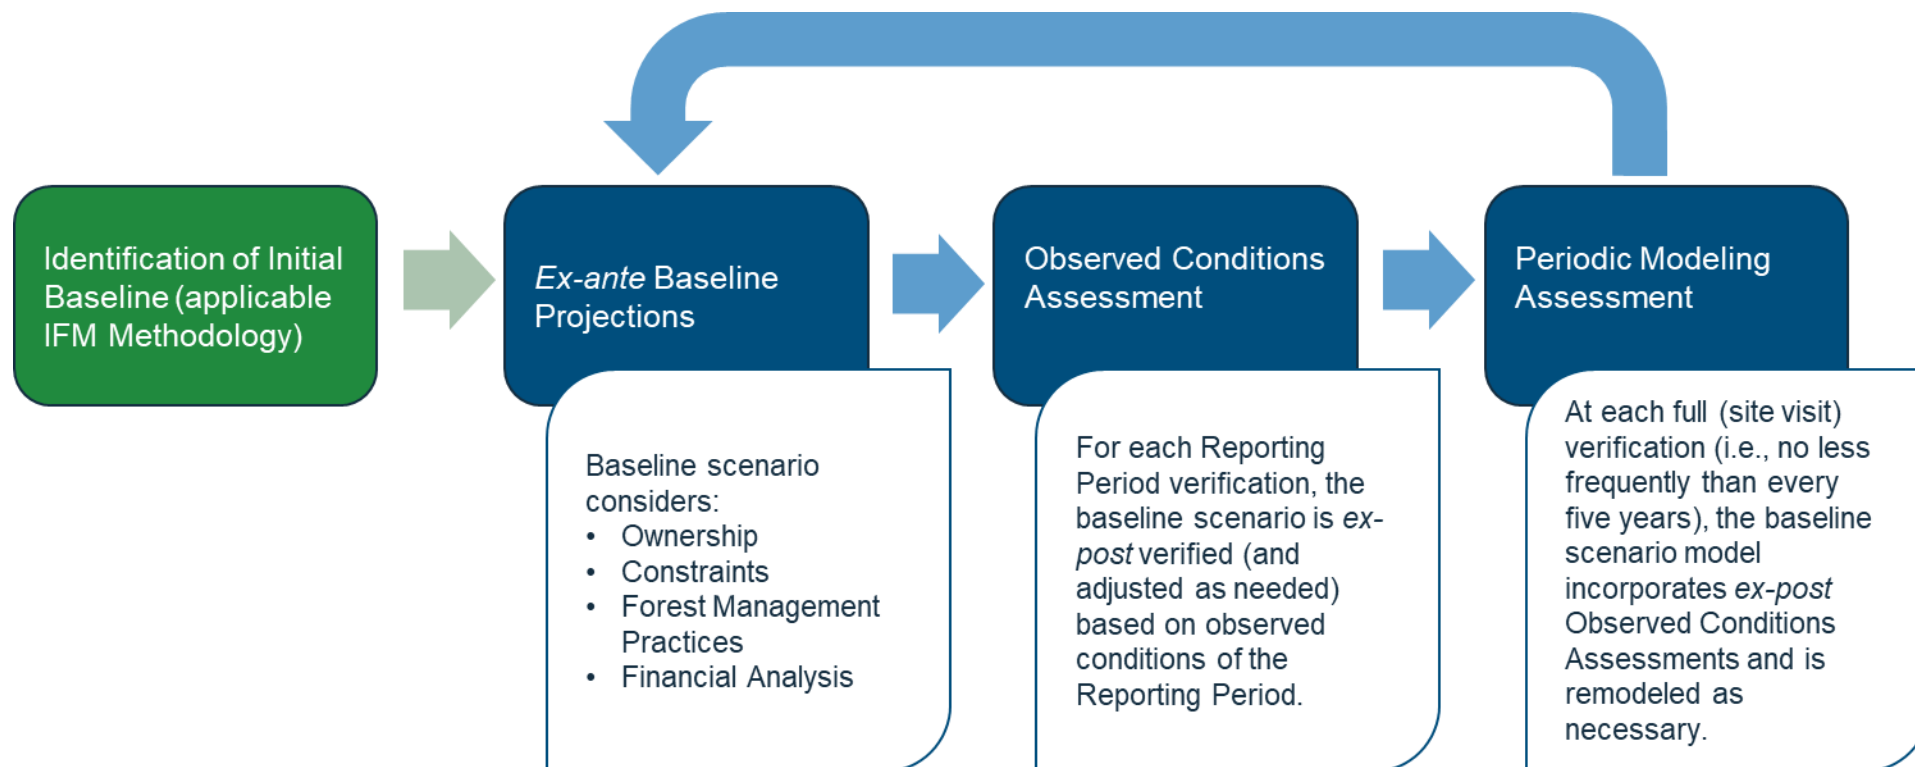 Identification of Initial
Baseline (applicable
IFM Methodology)
Ex-ante Baseline
Projections
Baseline scenario
considers:
• Ownership
• Constraints
• Forest Management
Practices
• Financial Analysis
Observed Conditions
Assessment
For each Reporting
Period verification, the
baseline scenario is ex-
post verified (and
adjusted as needed)
based on observed
conditions of the
Reporting Period.
Periodic Modeling
Assessment
At each full (site visit)
verification (i.e., no less
frequently than every
five years), the baseline
scenario model
incorporates ex-post
Observed Conditions
Assessments and is
remodeled as
necessary.